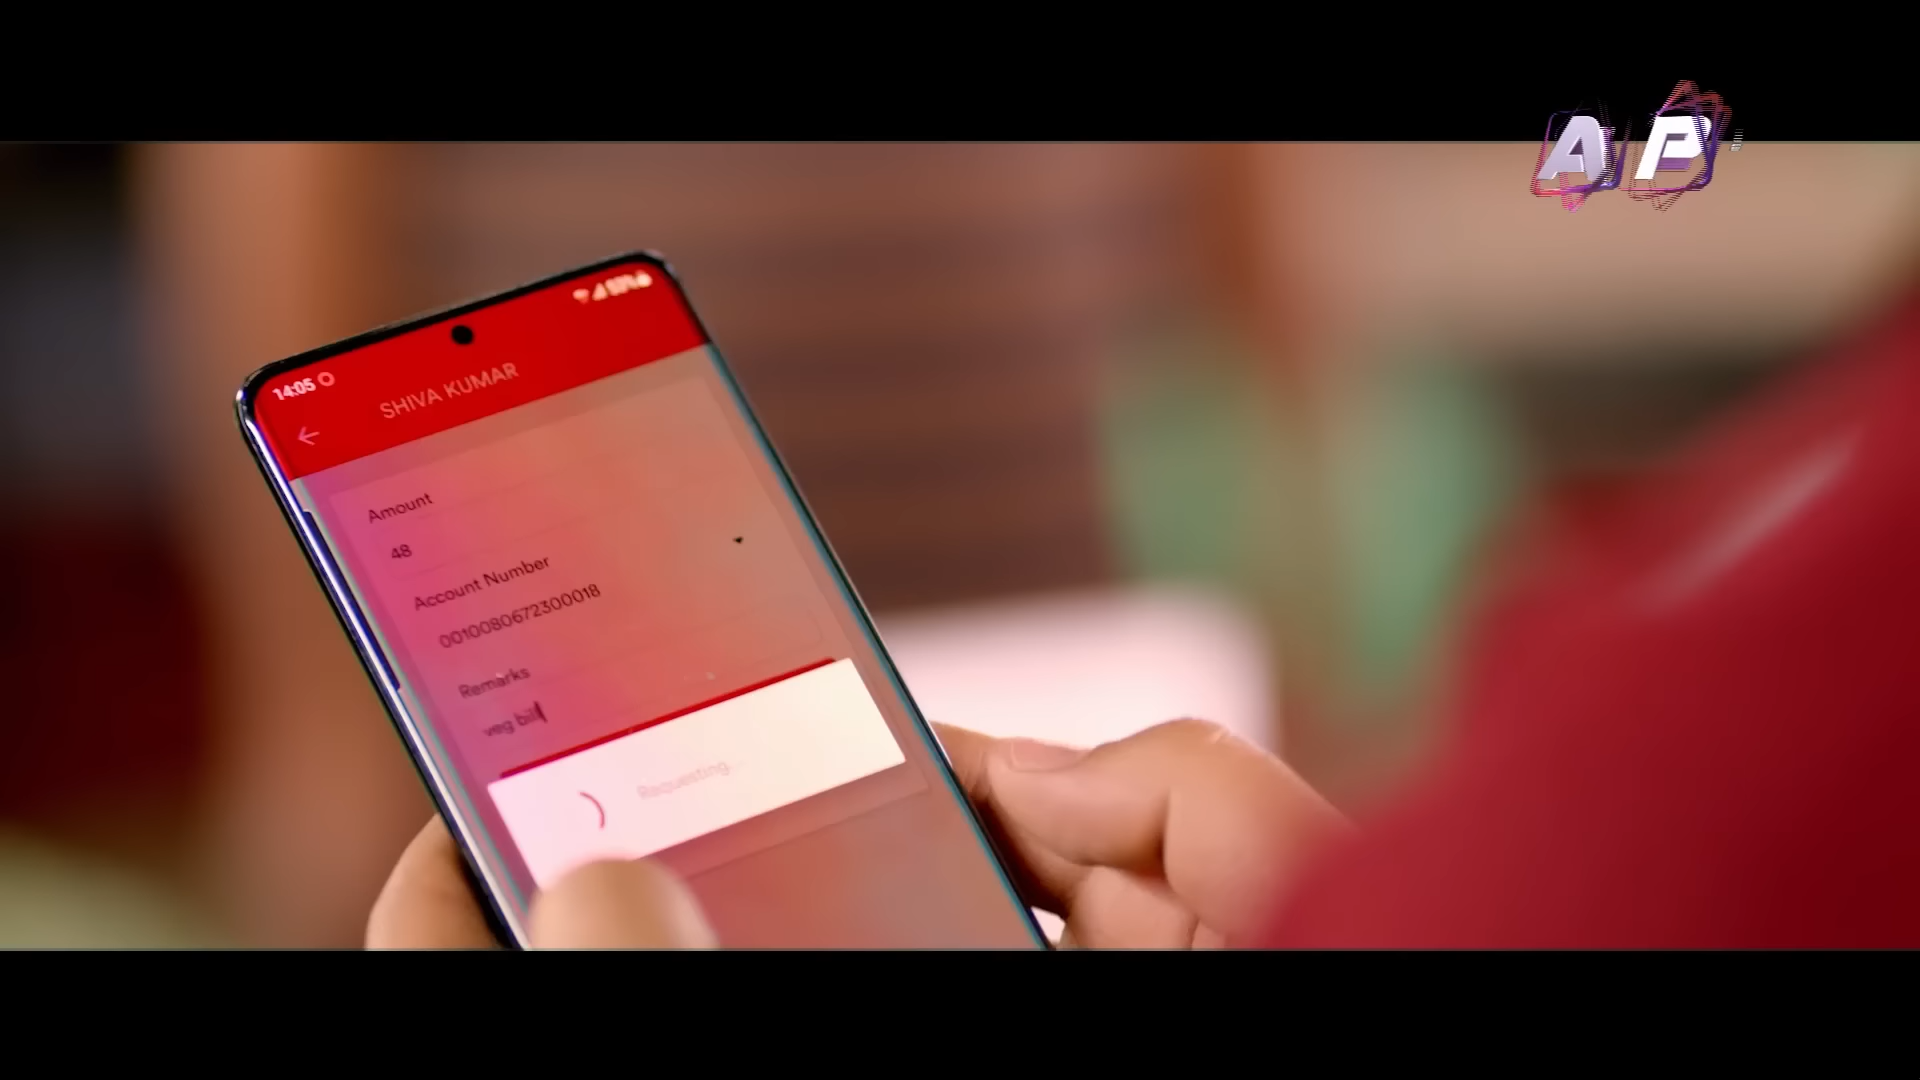 AP
14:05
SHIVA KUMAR
Amount
48
Account Number
0010080672300018
Remarks
veg bill
Requesting...